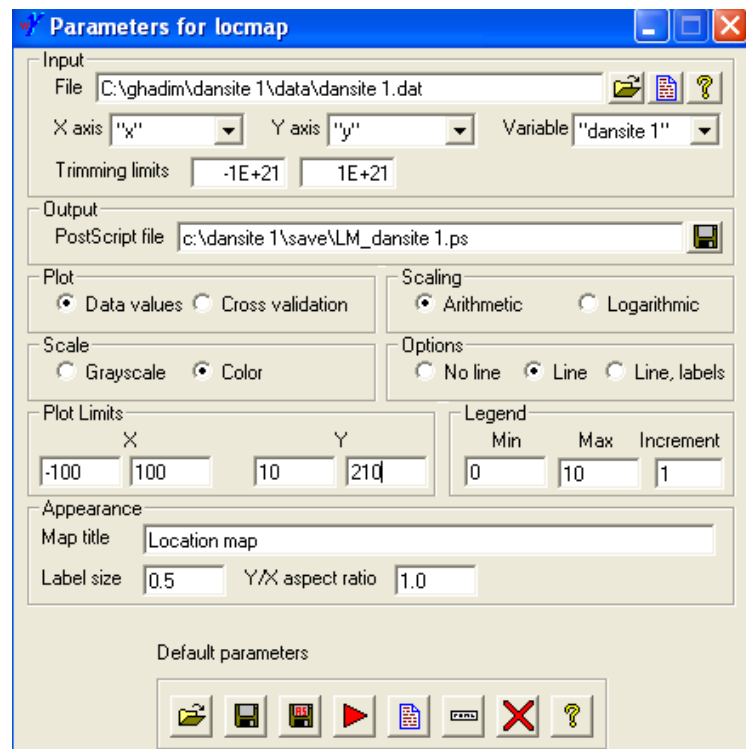 Parameters for locmap
Input
File C:\ghadim\dansite 1\data\dansite 1.dat
X axis "x" Y axis "y" Variable "dansite 1"
Trimming limits -1E+21 1E+21
Output
PostScript file c:\dansite 1\save\LM_dansite 1.ps
Plot Scaling
Data values Cross validation Arithmetic Logarithmic
Scale Options
Grayscale Color No line Line Line, labels
Plot Limits Legend
X Y Min Max Increment
-100 100 10 210 0 10 1
Appearance
Map title Location map
Label size 0.5 Y/X aspect ratio 1.0
Default parameters